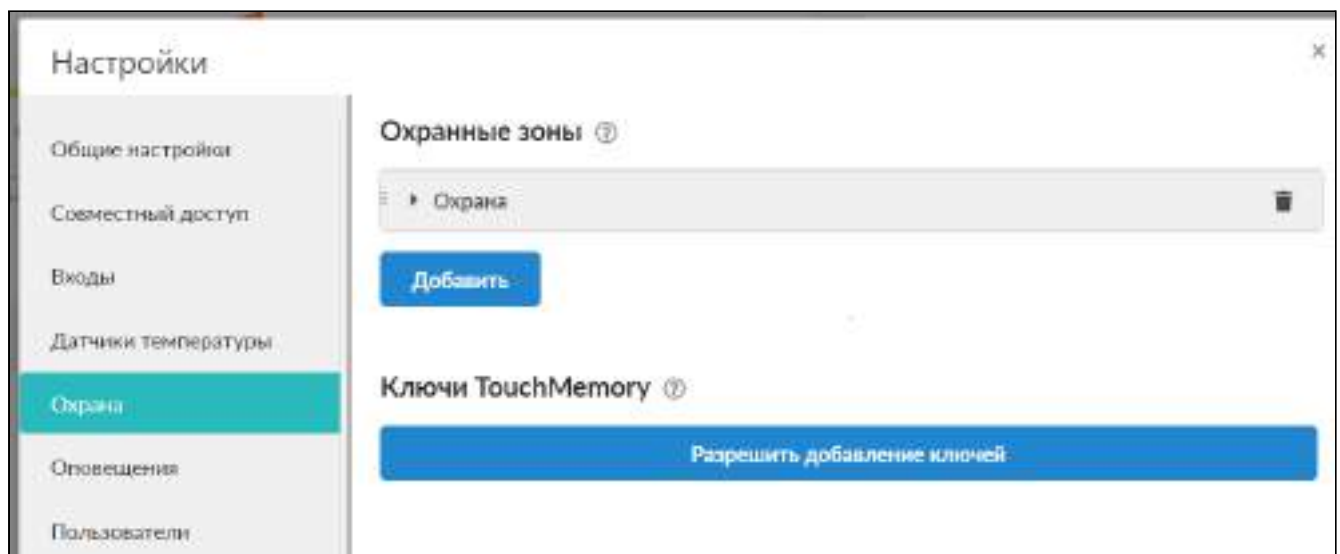 Настройки
Общие настройки
Совместный доступ
Входы
Датчики температуры
Охрана
Оповещения
Пользователи
Охранные зоны
Охрана
Добавить
Ключи TouchMemory
Разрешить добавление ключей